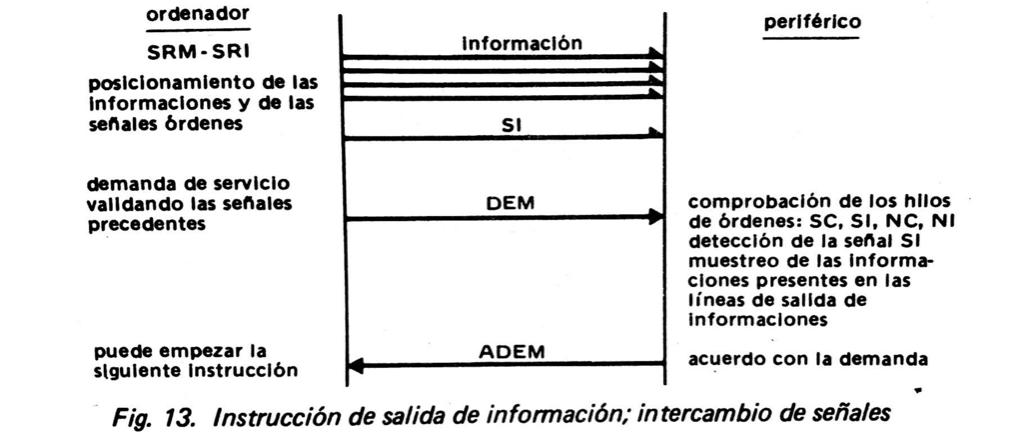 ordenador
SRM - SRI
posicionamiento de las
informaciones y de las
señales órdenes
información
SI
periférico
demanda de servicio
validando las señales
precedentes
DEM
comprobación de los hilos
de órdenes: SC, SI, NC, NI
detección de la señal SI
muestreo de las informa-
ciones presentes en las
líneas de salida de
informaciones
puede empezar la
siguiente instrucción
ADEM
acuerdo con la demanda
Fig. 13. Instrucción de salida de información; intercambio de señales